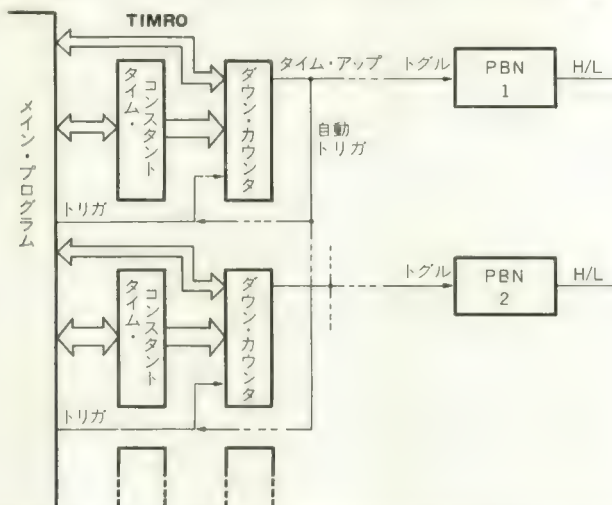 TIMRO
メイン・プログラム
タイム・
コンスタント
ダウン・カウンタ
タイム・アップ
トグル
PBN
1
H/L
自動
トリガ
トリガ
タイム・
コンスタント
ダウン・カウンタ
トグル
PBN
2
H/L
トリガ